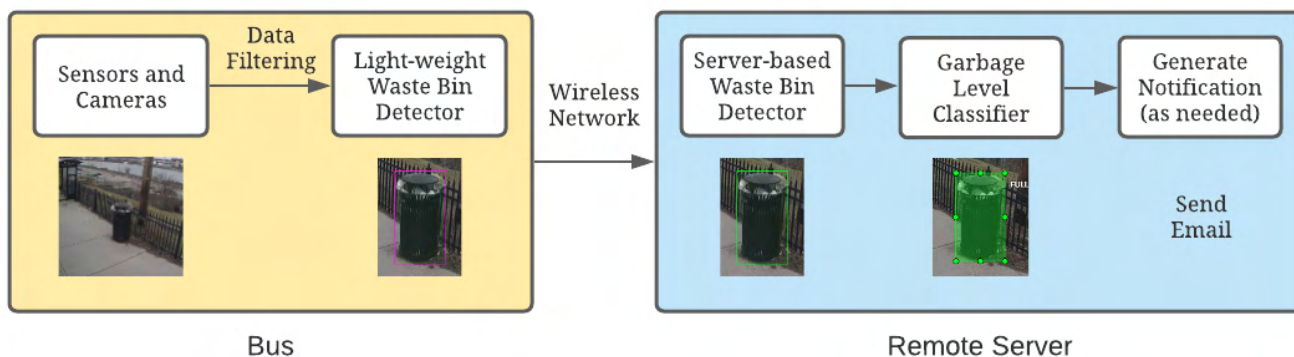 Sensors and
Cameras
Data
Filtering
Light-weight
Waste Bin
Detector
Wireless
Network
Server-based
Waste Bin
Detector
Garbage
Level
Classifier
Generate
Notification
(as needed)
FULL
Send
Email
Bus
Remote Server